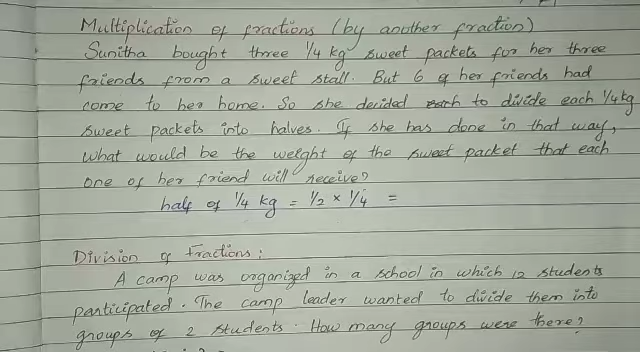 Multiplication of fractions (by another fraction)
Sunitha bought three 1/4 kg sweet packets for her three
friends from a sweet stall. But 6 of her friends had
come to her home. So she decided to divide each 1/4 kg
sweet packets into halves. If she has done in that way,
what would be the weight of the sweet packet that each
one of her friend will receive?
half of 1/4 kg = 1/2 × 1/4 =
Division of Fractions:
A camp was organized in a school in which 12 students
participated. The camp leader wanted to divide them into
groups of 2 students. How many groups were there?